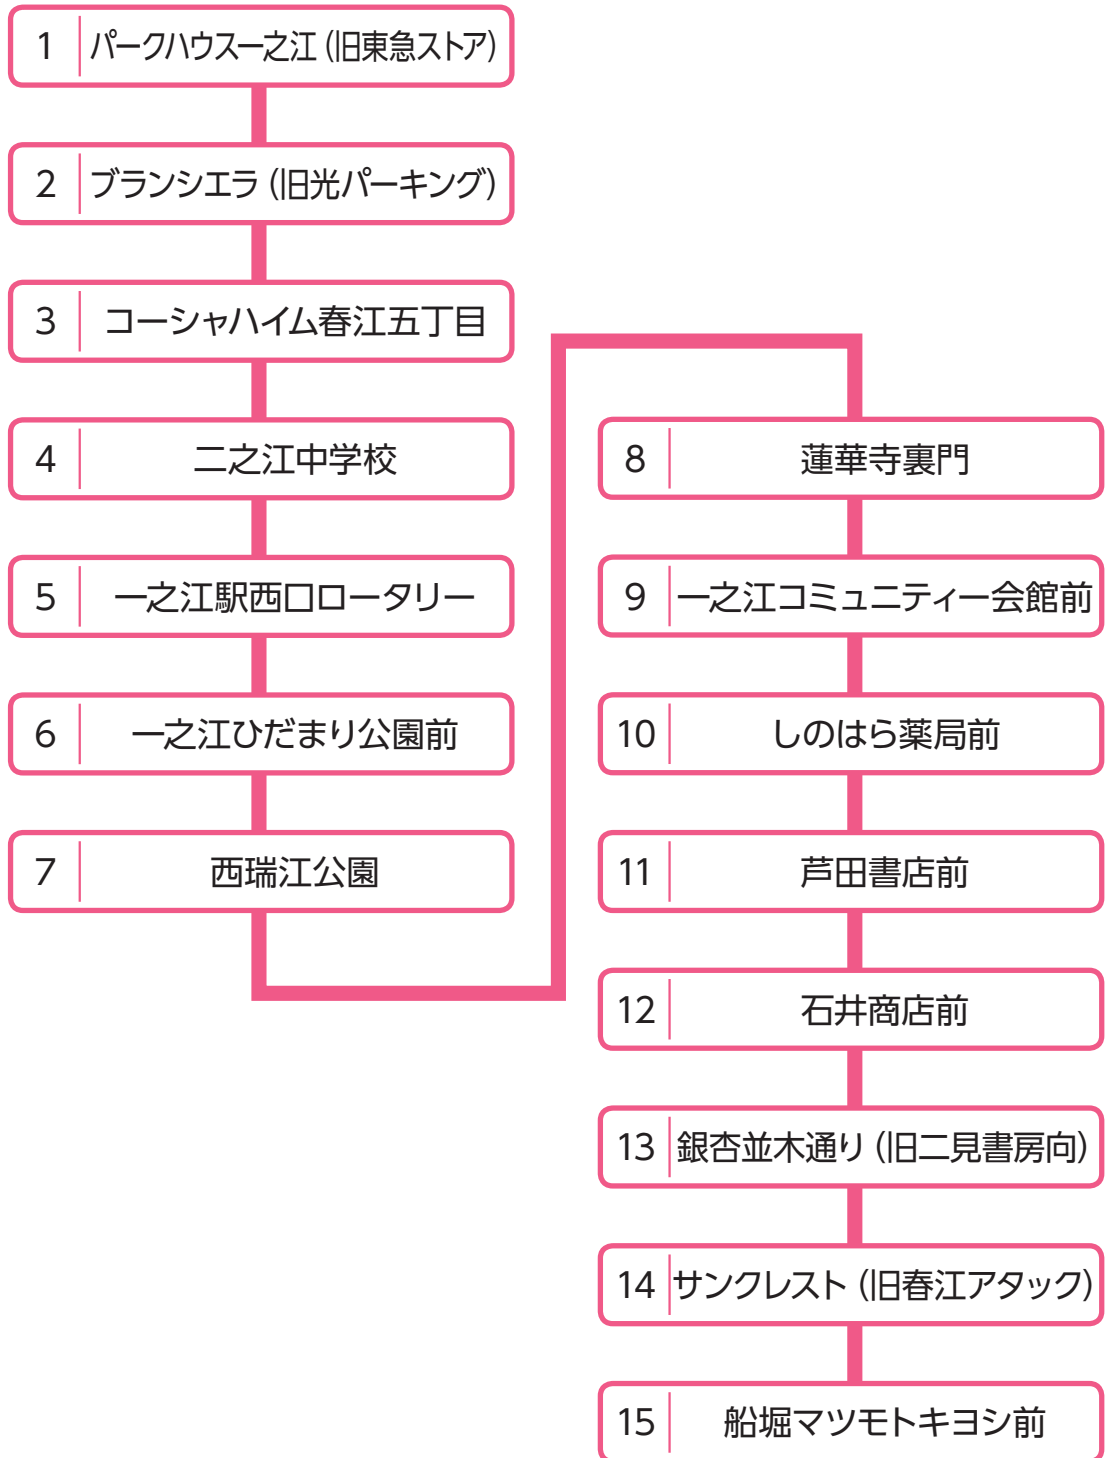 1 パークハウス一之江（旧東急ストア）
2 ブランシエラ（旧光パーキング）
3 コーシャハイム春江五丁目
4 二之江中学校
5 一之江駅西口ロータリー
6 一之江ひだまり公園前
7 西瑞江公園
8 蓮華寺裏門
9 一之江コミュニティー会館前
10 しのはら薬局前
11 芦田書店前
12 石井商店前
13 銀杏並木通り（旧二見書房向）
14 サンクレスト（旧春江アタック）
15 船堀マツモトキヨシ前